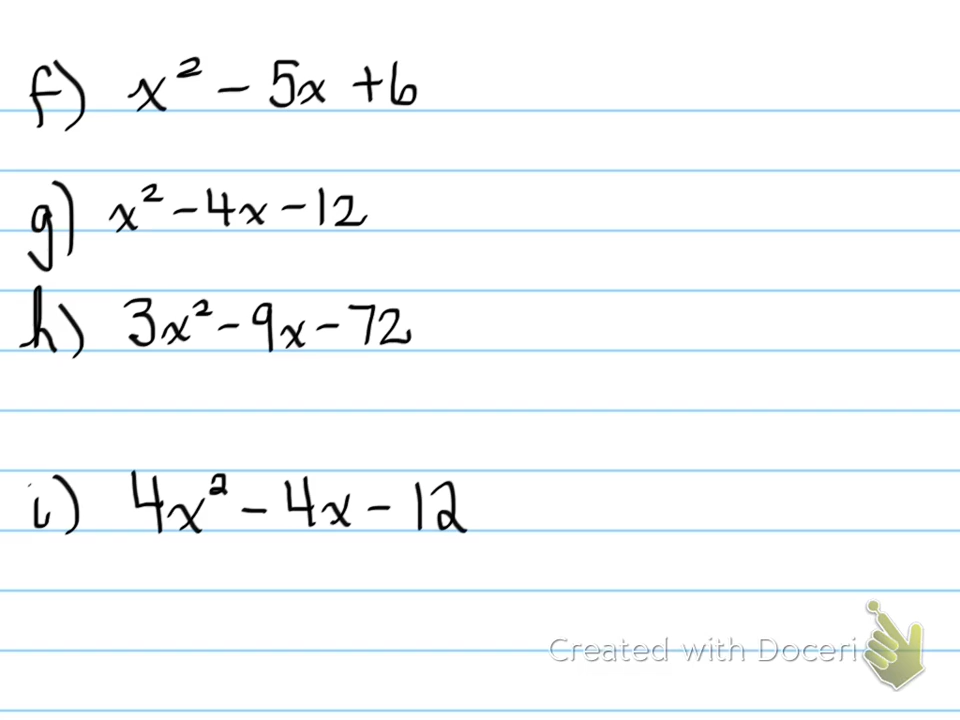 f) x² - 5x + 6
g) x² - 4x - 12
h) 3x² - 9x - 72
i) 4x² - 4x - 12
Created with Doceri